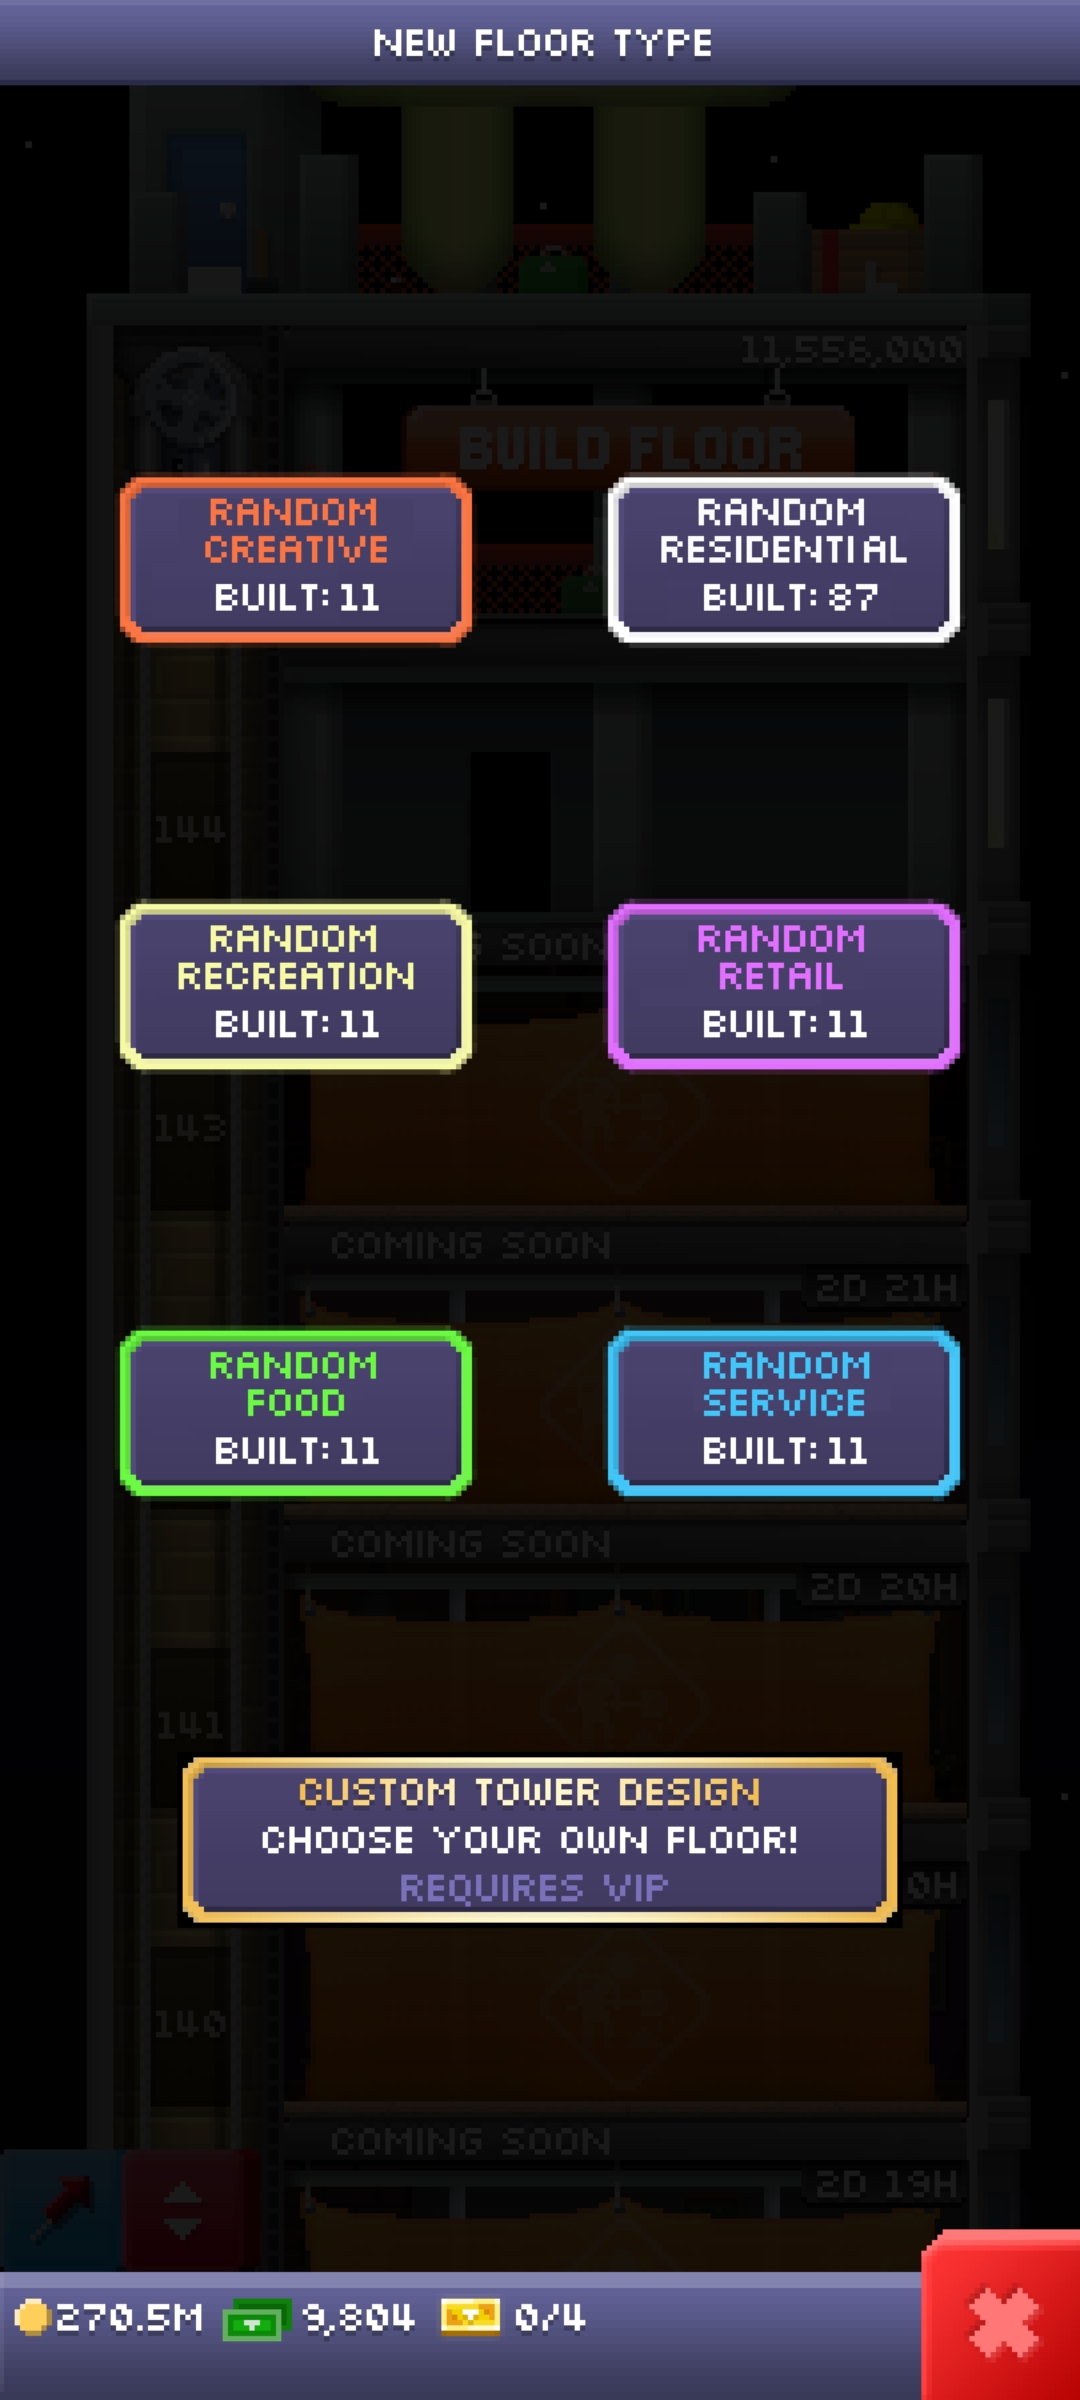 NEW FLOOR TYPE
11,556,000
BUILD FLOOR
RANDOM
CREATIVE
BUILT: 11
RANDOM
RESIDENTIAL
BUILT: 87
144
SOON
RANDOM
RECREATION
BUILT: 11
RANDOM
RETAIL
BUILT: 11
143
COMING SOON
2D 21H
RANDOM
FOOD
BUILT: 11
RANDOM
SERVICE
BUILT: 11
COMING SOON
2D 20H
141
CUSTOM TOWER DESIGN
CHOOSE YOUR OWN FLOOR!
REQUIRES VIP
0H
140
COMING SOON
2D 19H
270.5M 9,804 0/4